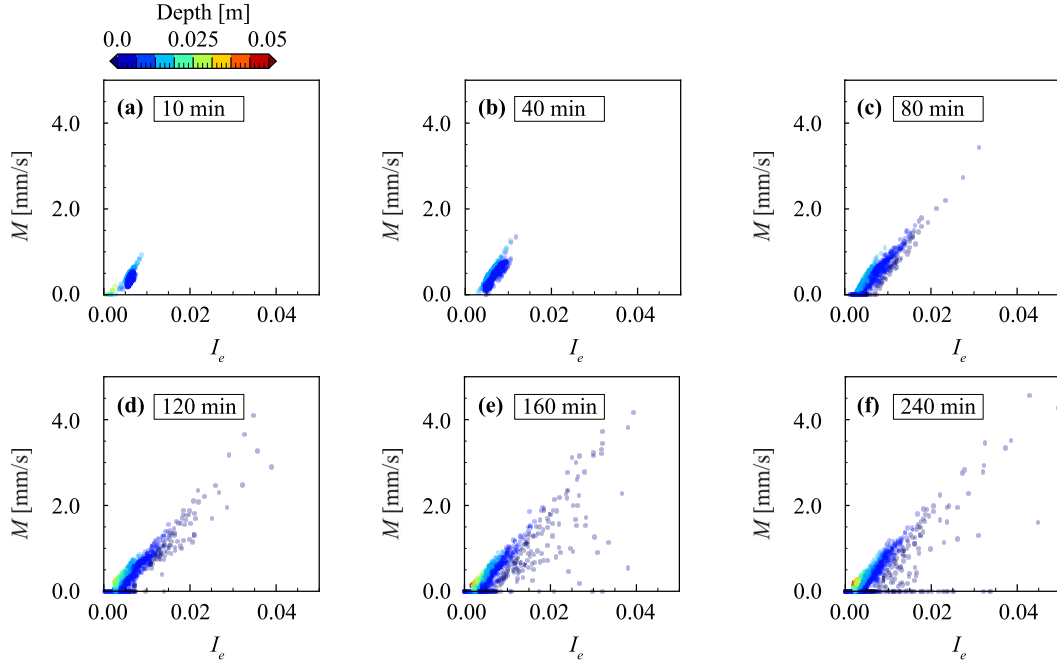 Depth [m]
0.0 0.025 0.05
(a) 10 min
(b) 40 min
(c) 80 min
4.0 4.0 4.0
M [mm/s] M [mm/s] M [mm/s]
2.0 2.0 2.0
0.0 0.0 0.0
0.00 0.02 0.04 0.00 0.02 0.04 0.00 0.02 0.04
I_e I_e I_e
(d) 120 min
(e) 160 min
(f) 240 min
4.0 4.0 4.0
M [mm/s] M [mm/s] M [mm/s]
2.0 2.0 2.0
0.0 0.0 0.0
0.00 0.02 0.04 0.00 0.02 0.04 0.00 0.02 0.04
I_e I_e I_e